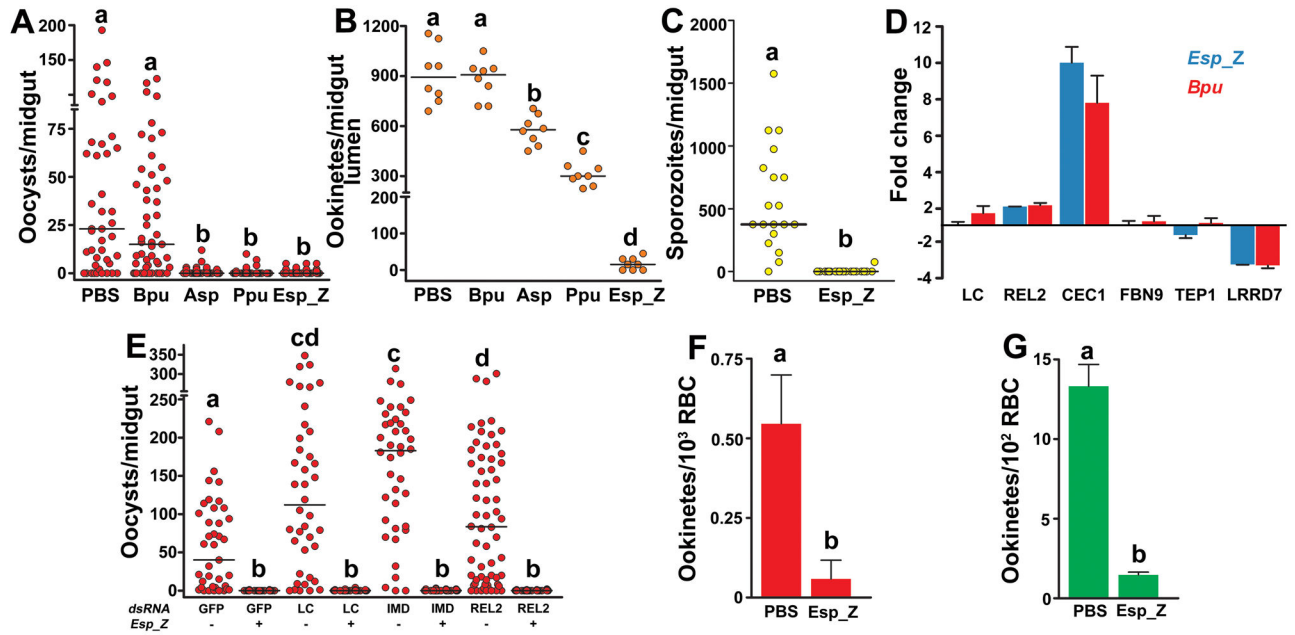 A
Oocysts/midgut
200
150
75
50
25
0
a
a
b
b
b
PBS Bpu Asp Ppu Esp_Z
B
Ookinetes/midgut
lumen
1200
900
600
300
200
100
0
a
a
b
c
d
PBS Bpu Asp Ppu Esp_Z
C
Sporozoites/midgut
2000
1500
1000
500
0
a
b
PBS Esp_Z
D
Fold change
12
10
8
6
4
2
-2
-4
Esp_Z
Bpu
LC REL2 CEC1 FBN9 TEP1 LRRD7
E
Oocysts/midgut
350
300
250
200
150
100
50
0
a
b
cd
b
c
b
d
b
dsRNA GFP GFP LC LC IMD IMD REL2 REL2
Esp_Z - + - + - + - +
F
Ookinetes/10³ RBC
0.75
0.50
0.25
0
a
b
PBS Esp_Z
G
Ookinetes/10² RBC
15
10
5
0
a
b
PBS Esp_Z